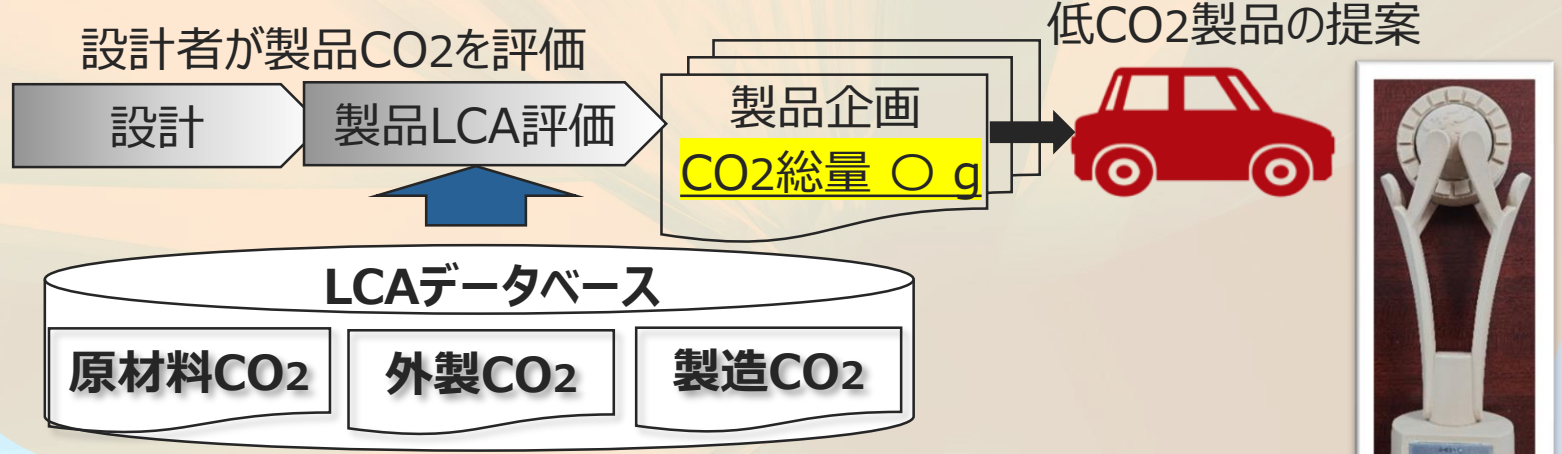 低CO2製品の提案
設計者が製品CO2を評価
設計
製品LCA評価
製品企画
CO2総量 〇 g
LCAデータベース
原材料CO2
外製CO2
製造CO2